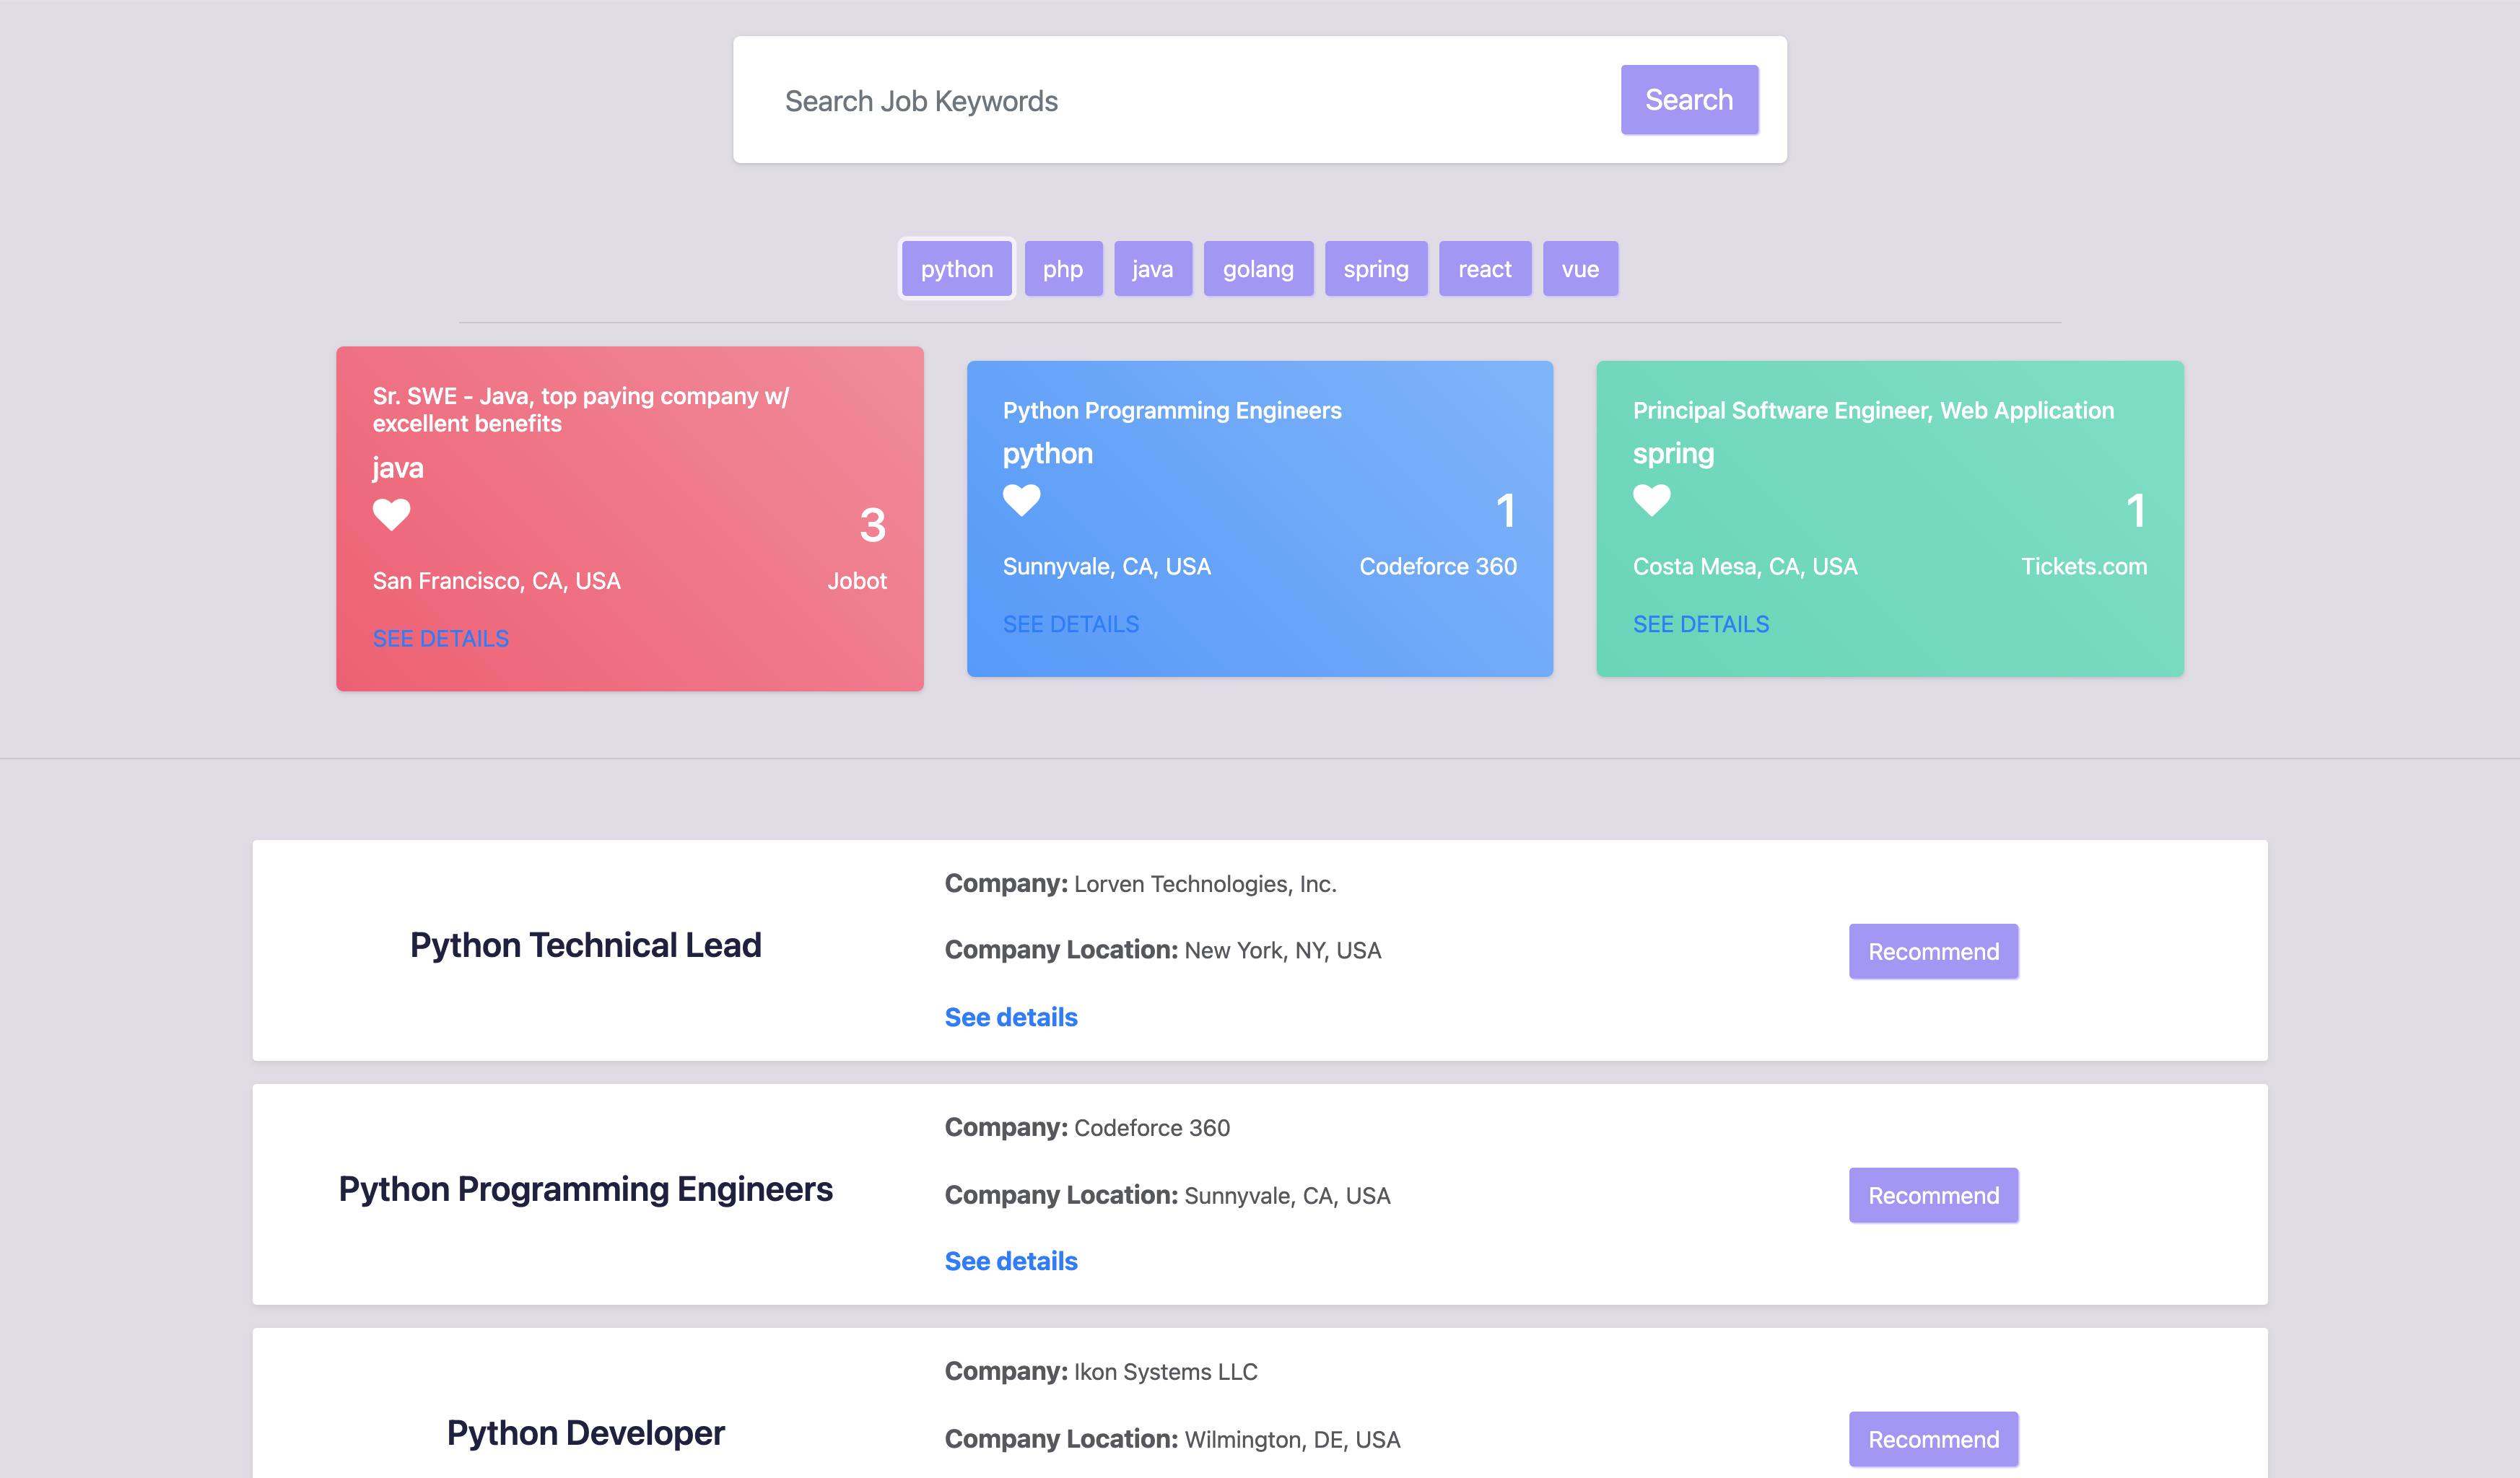 Search Job Keywords
Search
python php java golang spring react vue
Sr. SWE - Java, top paying company w/
excellent benefits
java
3
San Francisco, CA, USA Jobot
SEE DETAILS
Python Programming Engineers
python
1
Sunnyvale, CA, USA Codeforce 360
SEE DETAILS
Principal Software Engineer, Web Application
spring
1
Costa Mesa, CA, USA Tickets.com
SEE DETAILS
Python Technical Lead
Company: Lorven Technologies, Inc.
Company Location: New York, NY, USA
See details
Recommend
Python Programming Engineers
Company: Codeforce 360
Company Location: Sunnyvale, CA, USA
See details
Recommend
Python Developer
Company: Ikon Systems LLC
Company Location: Wilmington, DE, USA
Recommend